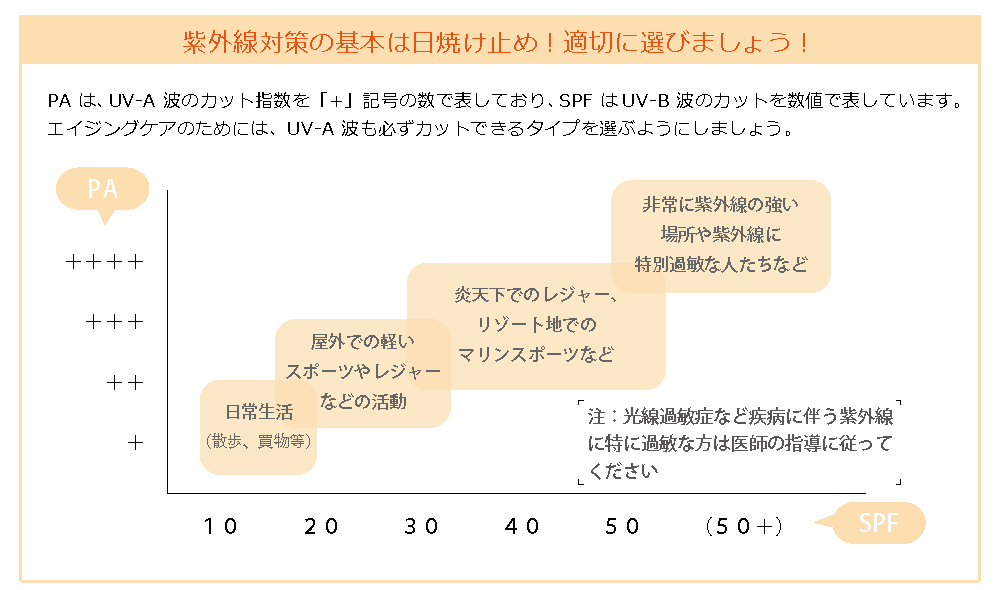 紫外線対策の基本は日焼け止め！適切に選びましょう！
PA は、UV-A 波のカット指数を「+」記号の数で表しており、SPF は UV-B 波のカットを数値で表しています。
エイジングケアのためには、UV-A 波も必ずカットできるタイプを選ぶようにしましょう。
PA
++++
+++
++
+
非常に紫外線の強い
場所や紫外線に
特別過敏な人たちなど
炎天下でのレジャー、
リゾート地での
マリンスポーツなど
屋外での軽い
スポーツやレジャー
などの活動
日常生活
（散歩、買物等）
注：光線過敏症など疾病に伴う紫外線
に特に過敏な方は医師の指導に従って
ください
10 20 30 40 50 （50+）
SPF